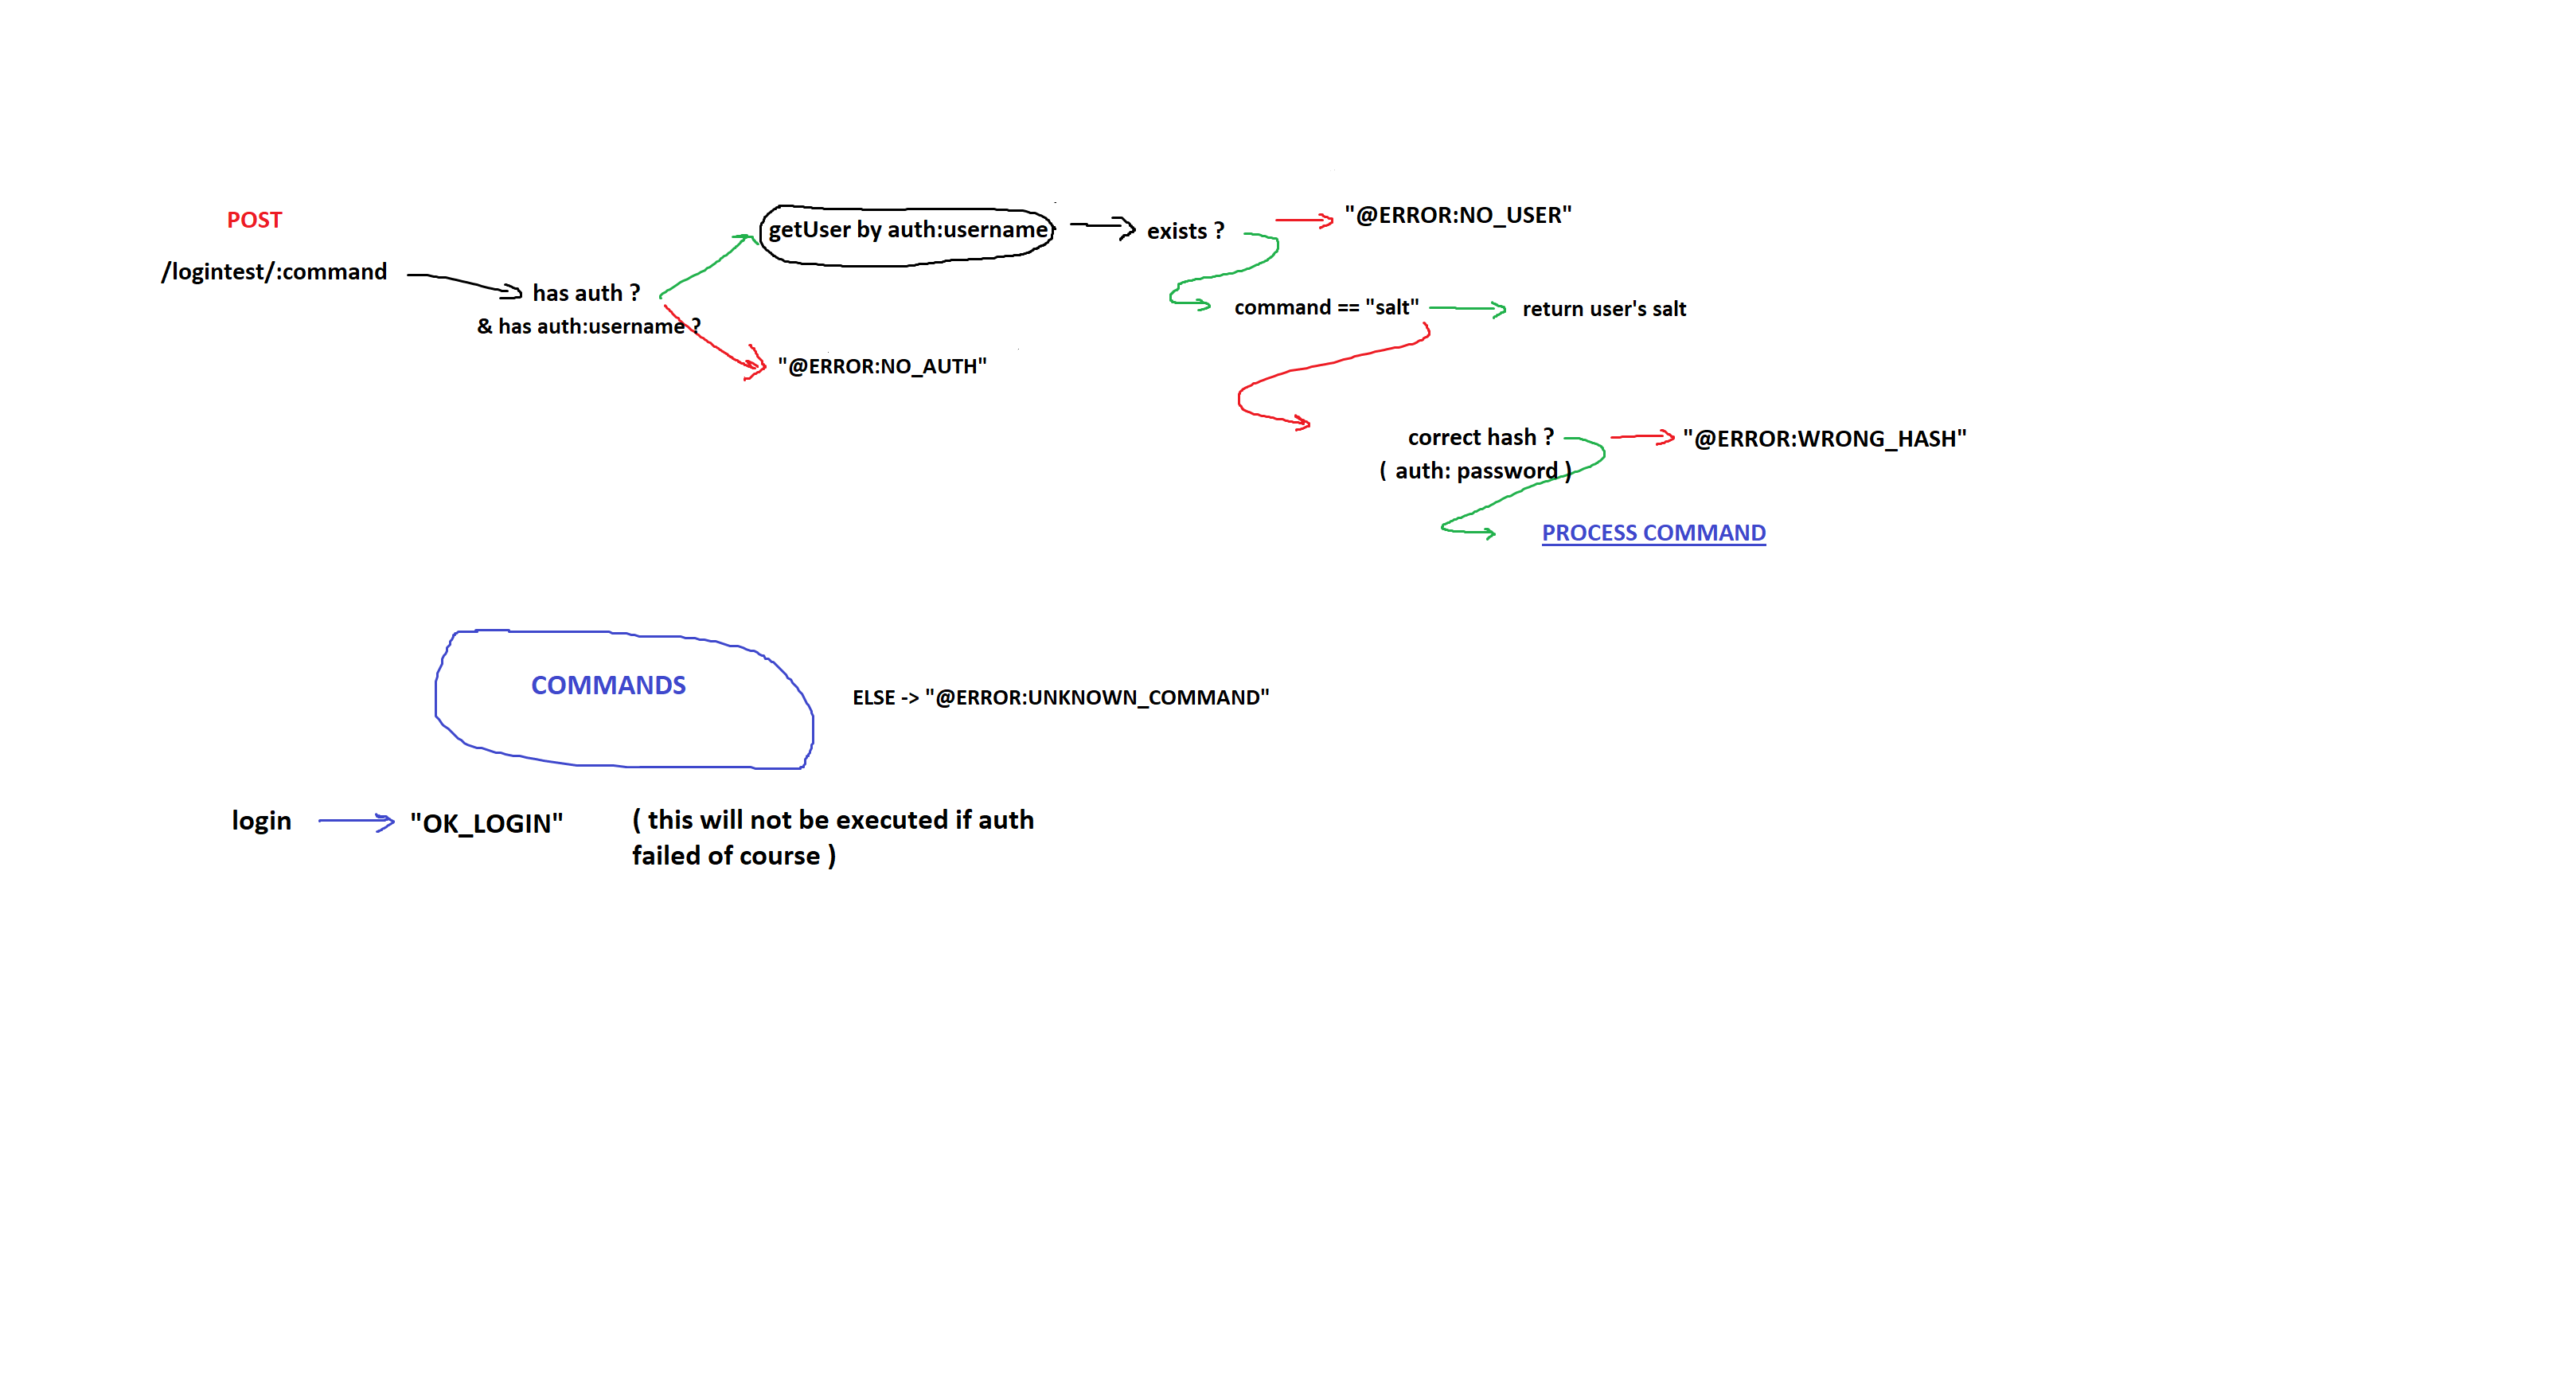 POST
/logintest/:command
has auth ?
& has auth:username ?
getUser by auth:username
"@ERROR:NO_AUTH"
exists ?
"@ERROR:NO_USER"
command == "salt"
return user's salt
correct hash ?
( auth: password )
"@ERROR:WRONG_HASH"
PROCESS COMMAND
COMMANDS
ELSE -> "@ERROR:UNKNOWN_COMMAND"
login
"OK_LOGIN"
( this will not be executed if auth
failed of course )